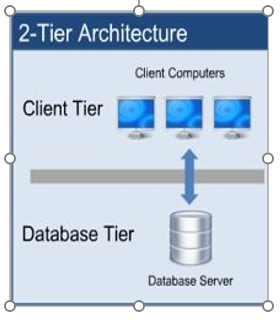 2-Tier Architecture
Client Computers
Client Tier
Database Tier
Database Server